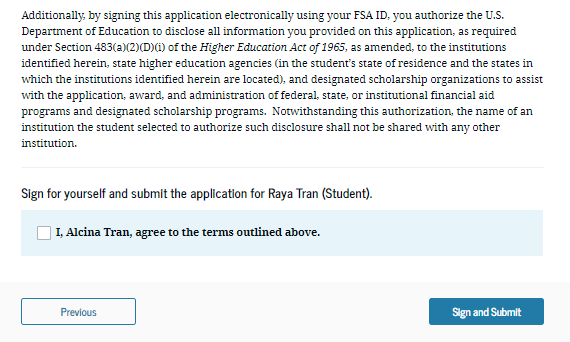 Additionally, by signing this application electronically using your FSA ID, you authorize the U.S.
Department of Education to disclose all information you provided on this application, as required
under Section 483(a)(2)(D)(i) of the Higher Education Act of 1965, as amended, to the institutions
identified herein, state higher education agencies (in the student's state of residence and the states in
which the institutions identified herein are located), and designated scholarship organizations to assist
with the application, award, and administration of federal, state, or institutional financial aid
programs and designated scholarship programs. Notwithstanding this authorization, the name of an
institution the student selected to authorize such disclosure shall not be shared with any other
institution.
Sign for yourself and submit the application for Raya Tran (Student).
I, Alcina Tran, agree to the terms outlined above.
Previous
Sign and Submit